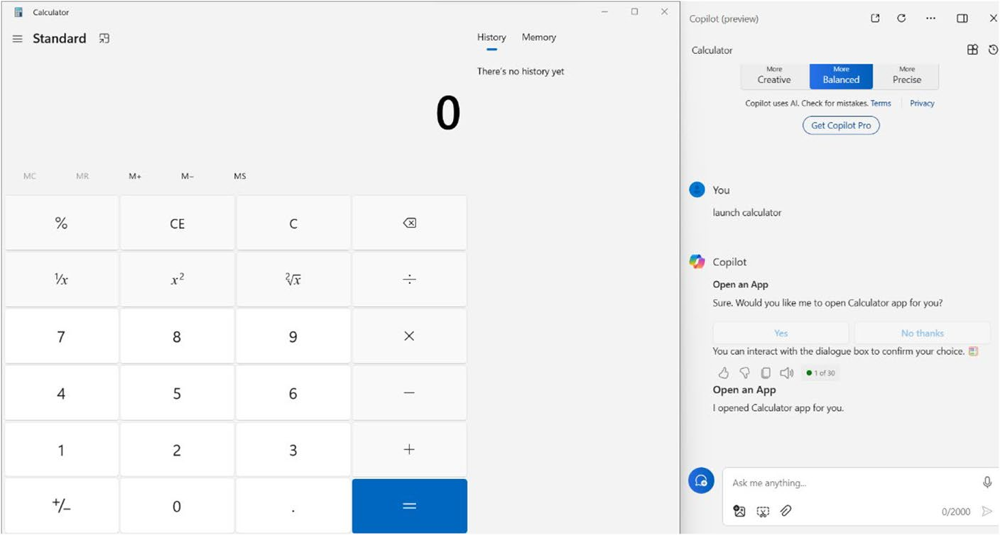 Calculator
Standard
History Memory
There's no history yet
0
MC MR M+ M− MS
% CE C
¹⁄x x² ²√x ÷
7 8 9 ×
4 5 6 −
1 2 3 +
+/− 0 . =
Copilot (preview)
Calculator
More Creative
More Balanced
More Precise
Copilot uses AI. Check for mistakes. Terms Privacy
Get Copilot Pro
You
launch calculator
Copilot
Open an App
Sure. Would you like me to open Calculator app for you?
Yes No thanks
You can interact with the dialogue box to confirm your choice.
1 of 30
Open an App
I opened Calculator app for you.
Ask me anything...
0/2000